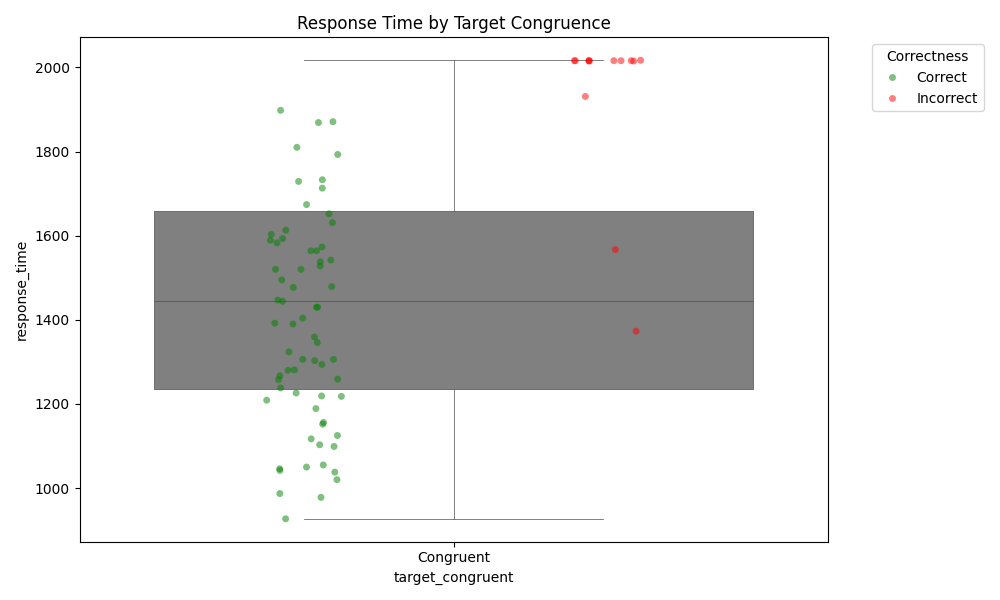 Response Time by Target Congruence
response_time
2000
1800
1600
1400
1200
1000
Congruent
target_congruent
Correctness
Correct
Incorrect